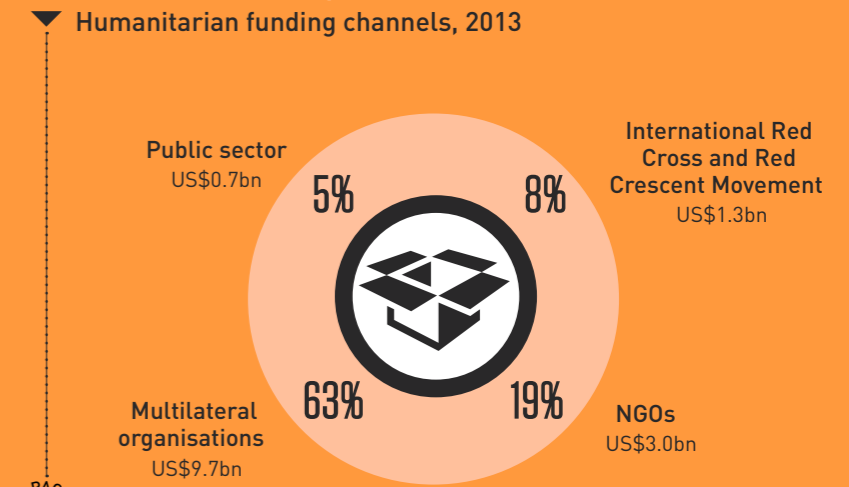 Humanitarian funding channels, 2013
Public sector
US$0.7bn
5%
8%
International Red
Cross and Red
Crescent Movement
US$1.3bn
Multilateral
organisations
US$9.7bn
63%
19%
NGOs
US$3.0bn